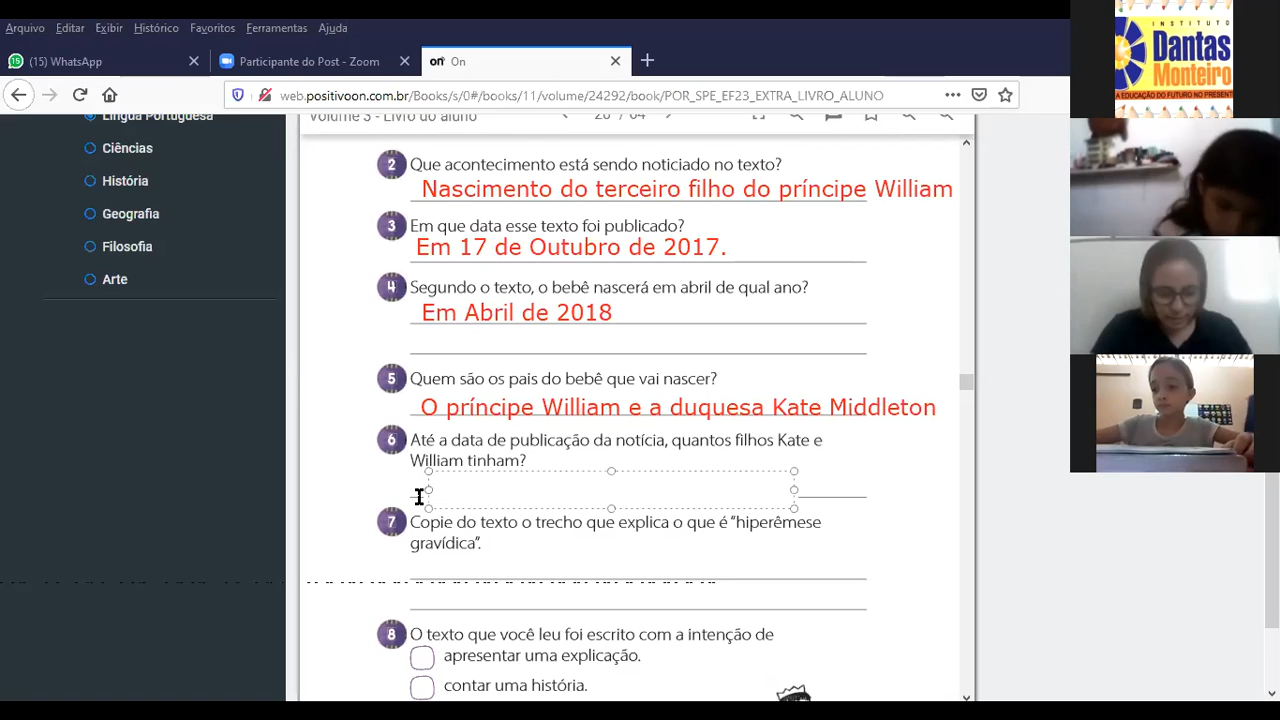 Arquivo Editar Exibir Histórico Favoritos Ferramentas Ajuda
(15) WhatsApp
Participante do Post - Zoom
on On
web.positivoon.com.br
volume/24292/book/POR_SPE_EF23_EXTRA_LIVRO_ALUNO
Língua Portuguesa
Ciências
História
Geografia
Filosofia
Arte
Volume 3 - Livro do aluno
2 Que acontecimento está sendo noticiado no texto?
Nascimento do terceiro filho do príncipe William
3 Em que data esse texto foi publicado?
Em 17 de Outubro de 2017.
4 Segundo o texto, o bebê nascerá em abril de qual ano?
Em Abril de 2018
5 Quem são os pais do bebê que vai nascer?
O príncipe William e a duquesa Kate Middleton
6 Até a data de publicação da notícia, quantos filhos Kate e
William tinham?
7 Copie do texto o trecho que explica o que é “hiperêmese
gravídica”.
8 O texto que você leu foi escrito com a intenção de
apresentar uma explicação.
contar uma história.
INSTITUTO
Dantas
Monteiro
A EDUCAÇÃO DO FUTURO NO PRESENT